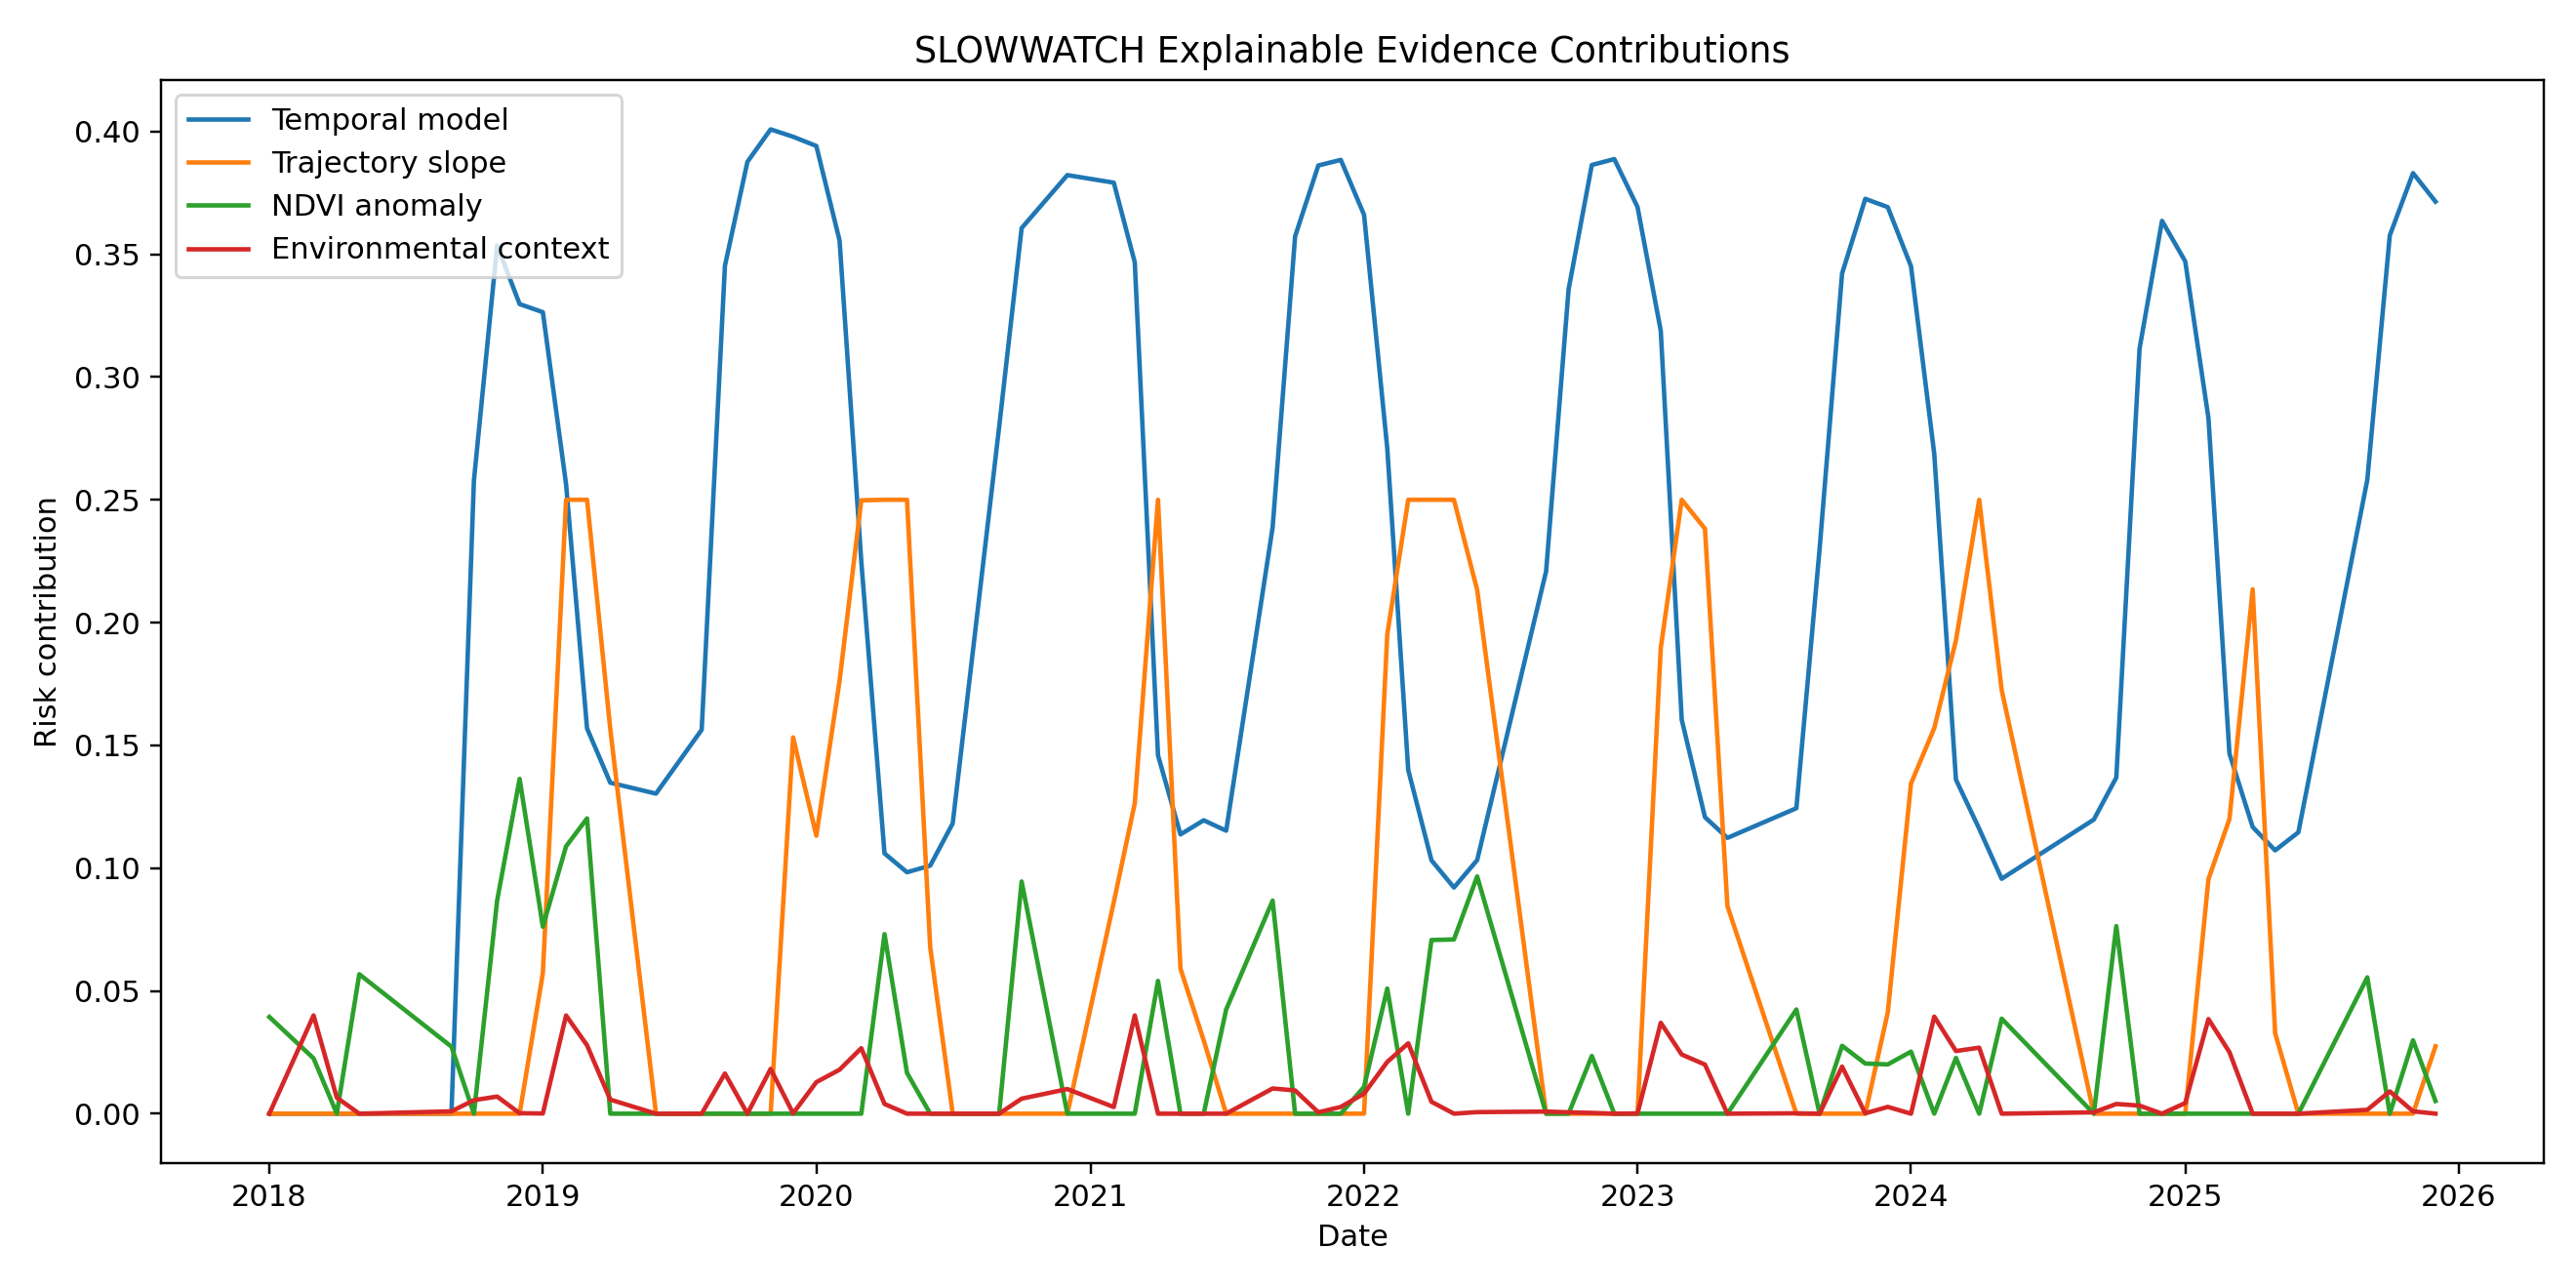 SLOWWATCH Explainable Evidence Contributions
Temporal model
Trajectory slope
NDVI anomaly
Environmental context
Risk contribution
0.40
0.35
0.30
0.25
0.20
0.15
0.10
0.05
0.00
2018 2019 2020 2021 2022 2023 2024 2025 2026
Date